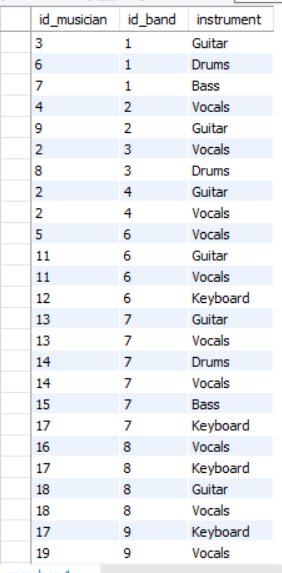 id_musician id_band instrument
3 1 Guitar
6 1 Drums
7 1 Bass
4 2 Vocals
9 2 Guitar
2 3 Vocals
8 3 Drums
2 4 Guitar
2 4 Vocals
5 6 Vocals
11 6 Guitar
11 6 Vocals
12 6 Keyboard
13 7 Guitar
13 7 Vocals
14 7 Drums
14 7 Vocals
15 7 Bass
17 7 Keyboard
16 8 Vocals
17 8 Keyboard
18 8 Guitar
18 8 Vocals
17 9 Keyboard
19 9 Vocals